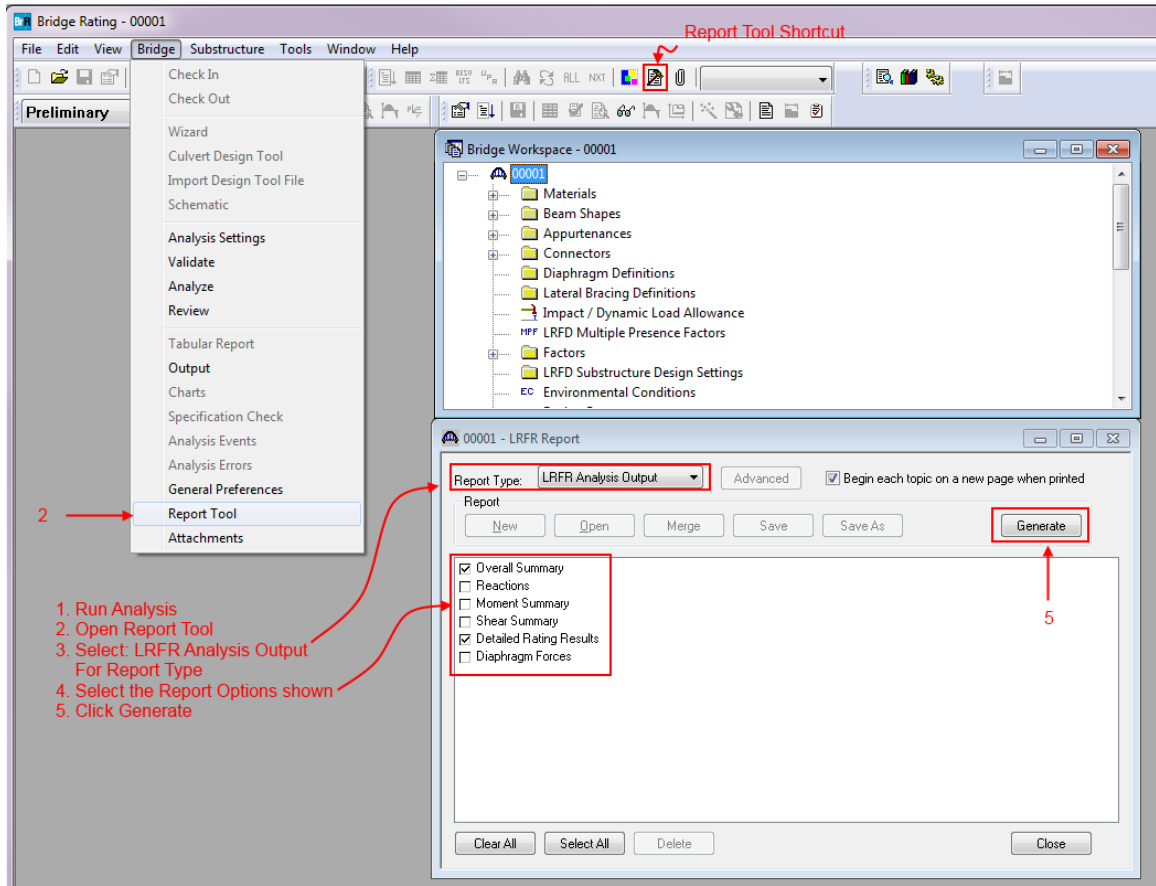 Bridge Rating - 00001
Report Tool Shortcut
File Edit View Bridge Substructure Tools Window Help
ALL NXT
Preliminary
Check In
Check Out
Wizard
Culvert Design Tool
Import Design Tool File
Schematic
Analysis Settings
Validate
Analyze
Review
Tabular Report
Output
Charts
Specification Check
Analysis Events
Analysis Errors
General Preferences
Report Tool
Attachments
2
1. Run Analysis
2. Open Report Tool
3. Select: LRFR Analysis Output
For Report Type
4. Select the Report Options shown
5. Click Generate
Bridge Workspace - 00001
00001
Materials
Beam Shapes
Appurtenances
Connectors
Diaphragm Definitions
Lateral Bracing Definitions
Impact / Dynamic Load Allowance
MPF LRFD Multiple Presence Factors
Factors
LRFD Substructure Design Settings
EC Environmental Conditions
00001 - LRFR Report
Report Type: LRFR Analysis Output Advanced Begin each topic on a new page when printed
Report
New Open Merge Save Save As Generate
Overall Summary
Reactions
Moment Summary
Shear Summary
Detailed Rating Results
Diaphragm Forces
5
Clear All Select All Delete Close